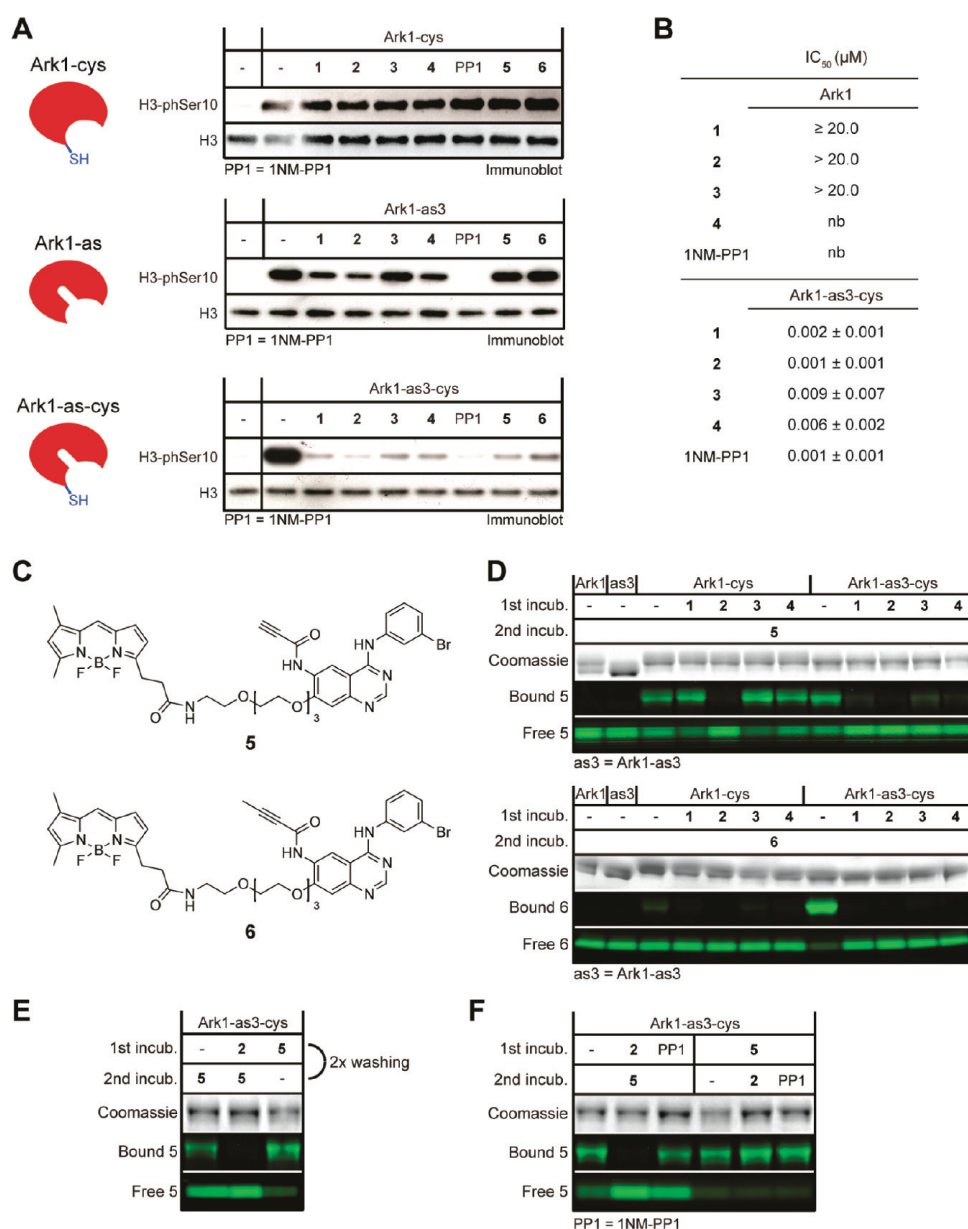 A
Ark1-cys
SH
Ark1-cys
- - 1 2 3 4 PP1 5 6
H3-phSer10
H3
PP1 = 1NM-PP1 Immunoblot
Ark1-as
Ark1-as3
- - 1 2 3 4 PP1 5 6
H3-phSer10
H3
PP1 = 1NM-PP1 Immunoblot
Ark1-as-cys
SH
Ark1-as3-cys
- - 1 2 3 4 PP1 5 6
H3-phSer10
H3
PP1 = 1NM-PP1 Immunoblot
B
IC50 (µM)
Ark1
1 ≥ 20.0
2 > 20.0
3 > 20.0
4 nb
1NM-PP1 nb
Ark1-as3-cys
1 0.002 ± 0.001
2 0.001 ± 0.001
3 0.009 ± 0.007
4 0.006 ± 0.002
1NM-PP1 0.001 ± 0.001
C
O
HN
HN
Br
N
N
N
B
N
F
F
O
N
H
O
O
O
3
5
O
HN
HN
Br
N
N
N
B
N
F
F
O
N
H
O
O
O
3
6
D
Ark1 as3 Ark1-cys Ark1-as3-cys
1st incub. - - - 1 2 3 4 - 1 2 3 4
2nd incub. 5
Coomassie
Bound 5
Free 5
as3 = Ark1-as3
Ark1 as3 Ark1-cys Ark1-as3-cys
1st incub. - - - 1 2 3 4 - 1 2 3 4
2nd incub. 6
Coomassie
Bound 6
Free 6
as3 = Ark1-as3
E
Ark1-as3-cys
1st incub. - 2 5
2x washing
2nd incub. 5 5 -
Coomassie
Bound 5
Free 5
F
Ark1-as3-cys
1st incub. - 2 PP1 5
2nd incub. 5 - 2 PP1
Coomassie
Bound 5
Free 5
PP1 = 1NM-PP1